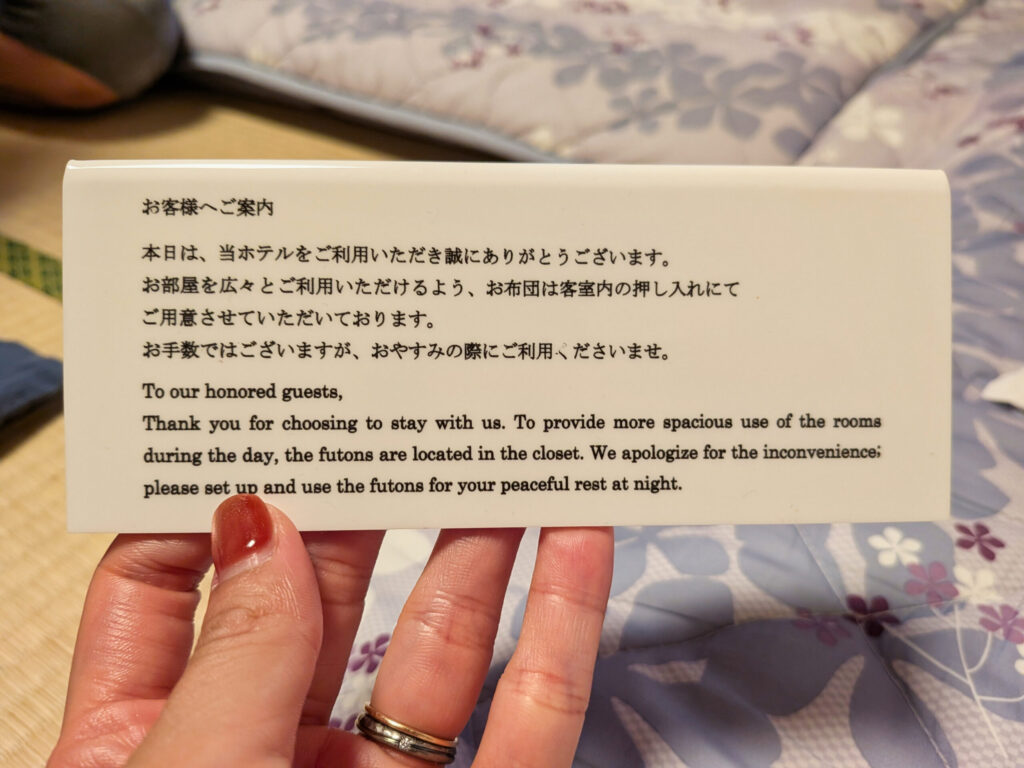 お客様へご案内
本日は、当ホテルをご利用いただき誠にありがとうございます。
お部屋を広々とご利用いただけるよう、お布団は客室内の押し入れにて
ご用意させていただいております。
お手数ではございますが、おやすみの際にご利用くださいませ。
To our honored guests,
Thank you for choosing to stay with us. To provide more spacious use of the rooms
during the day, the futons are located in the closet. We apologize for the inconvenience;
please set up and use the futons for your peaceful rest at night.